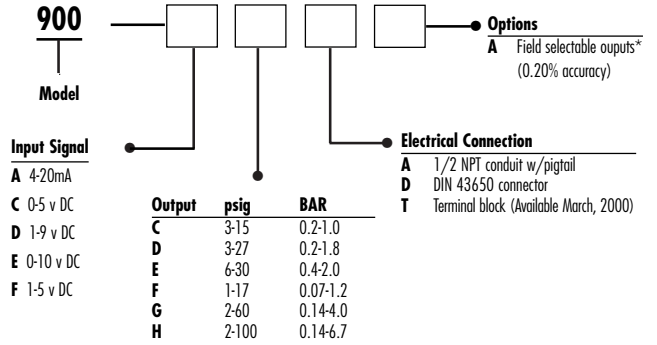 900
Model
Options
A Field selectable ouputs*
(0.20% accuracy)
Input Signal
A 4-20mA
C 0-5 v DC
D 1-9 v DC
E 0-10 v DC
F 1-5 v DC
Output psig BAR
C 3-15 0.2-1.0
D 3-27 0.2-1.8
E 6-30 0.4-2.0
F 1-17 0.07-1.2
G 2-60 0.14-4.0
H 2-100 0.14-6.7
Electrical Connection
A 1/2 NPT conduit w/pigtail
D DIN 43650 connector
T Terminal block (Available March, 2000)